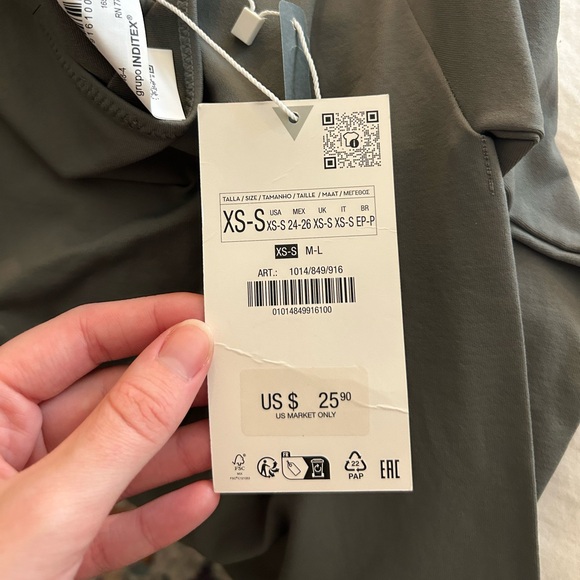 grupo INDITEX®
TALLA / SIZE / TAMANHO / TAILLE / MAAT / ΜΕΓΕΘΟΣ
XS-S
USA MEX UK IT BR
XS-S 24-26 XS-S XS-S EP-P
XS-S M-L
ART.: 1014/849/916
01014849916100
US $ 25 90
US MARKET ONLY
FSC
22
PAP
EAC